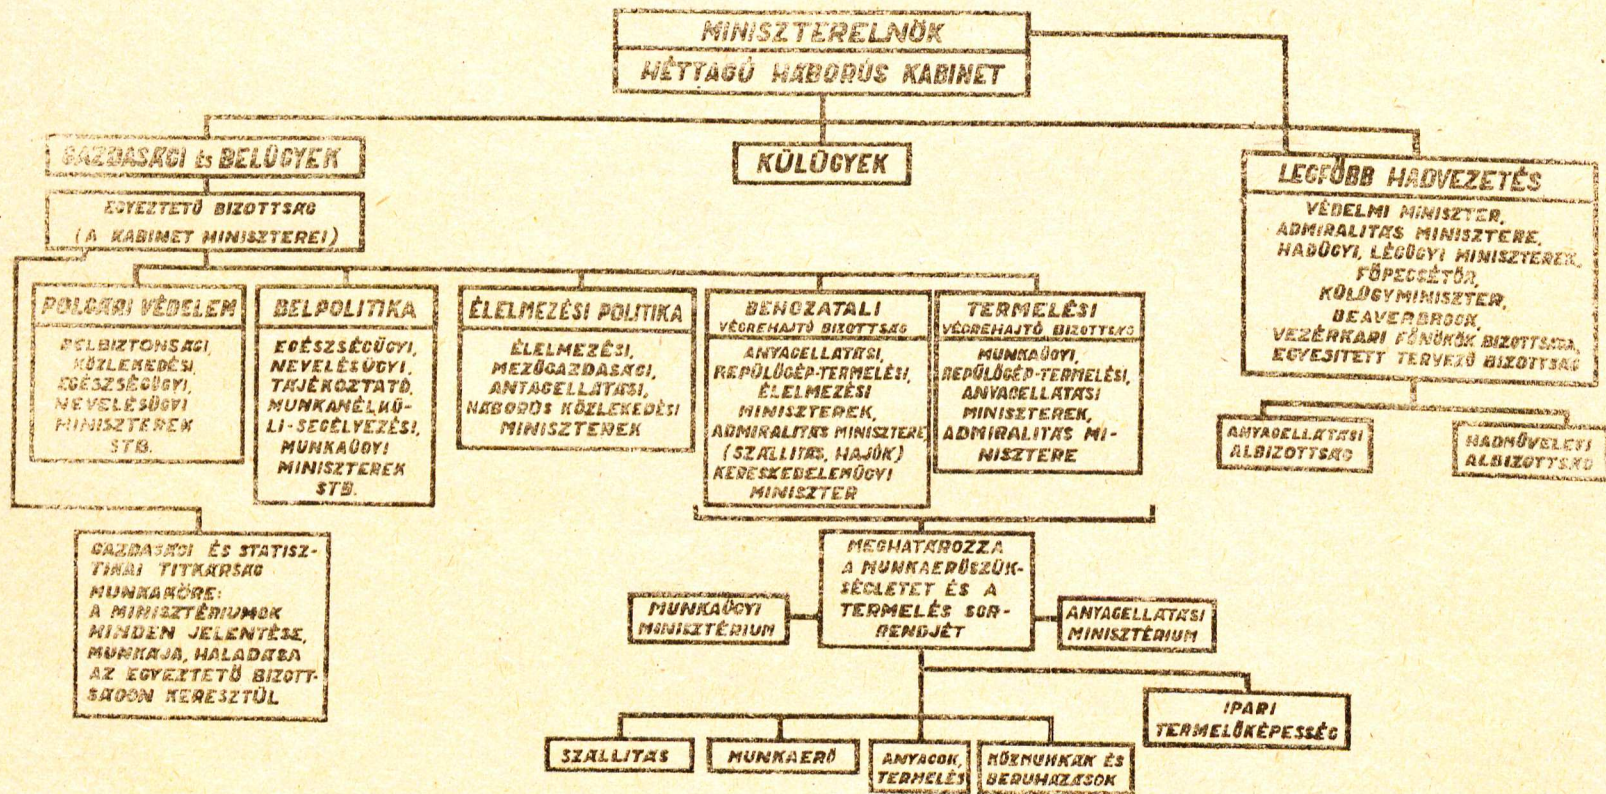 MINISZTERELNÖK
HÉTTAGÚ HÁBORÚS KABINET
GAZDASÁGI és BELÜGYEK
EGYEZTETŐ BIZOTTSÁG
(A KABINET MINISZTEREI)
KÜLÜGYEK
LEGFŐBB HADVEZETÉS
VÉDELMI MINISZTER,
ADMIRALITÁS MINISZTERE,
HADÜGYI, LÉGÜGYI MINISZTEREK,
FŐPECSÉTŐR,
KÜLÜGYMINISZTER,
BEAVERBROOK,
VEZÉRKARI FŐNÖKÖK BIZOTTSÁGA,
EGYESITETT TERVEZŐ BIZOTTSÁG
ANYAGELLÁTÁSI
ALBIZOTTSÁG
HADMŰVELETI
ALBIZOTTSÁG
POLGÁRI VÉDELEM
BELBIZTONSÁGI,
KÖZLEKEDÉSI,
EGÉSZSÉGÜGYI,
NEVELÉSÜGYI
MINISZTEREK
STB.
BELPOLITIKA
EGÉSZSÉGÜGYI,
NEVELÉSÜGYI,
TÁJÉKOZTATÓ,
MUNKANÉLKÜ-
LI-SEGÉLYEZÉSI,
MUNKAÜGYI
MINISZTEREK
STB.
ÉLELMEZÉSI POLITIKA
ÉLELMEZÉSI,
MEZŐGAZDASÁGI,
ANYAGELLÁTÁSI,
HÁBORÚS KÖZLEKEDÉSI
MINISZTEREK
BEHOZATALI
VÉGREHAJTÓ BIZOTTSÁG
ANYAGELLÁTÁSI,
REPÜLŐGÉP-TERMELÉSI,
ÉLELMEZÉSI
MINISZTEREK,
ADMIRALITÁS MINISZTERE
(SZÁLLITÁS, HAJÓK)
KERESKEDELEMÜGYI
MINISZTER
TERMELÉSI
VÉGREHAJTÓ BIZOTTSÁG
MUNKAÜGYI,
REPÜLŐGÉP-TERMELÉSI,
ANYAGELLÁTÁSI
MINISZTEREK,
ADMIRALITÁS MI-
NISZTERE
GAZDASÁGI ÉS STATISZ-
TIKAI TITKÁRSÁG
MUNKAKÖRE:
A MINISZTÉRIUMOK
MINDEN JELENTÉSE,
MUNKÁJA, HALADÁSA
AZ EGYEZTETŐ BIZOTT-
SÁGON KERESZTÜL
MEGHATÁROZZA
A MUNKAERŐSZÜK-
SÉGLETET ÉS A
TERMELÉS SOR-
RENDJÉT
MUNKAÜGYI
MINISZTÉRIUM
ANYAGELLÁTÁSI
MINISZTÉRIUM
IPARI
TERMELŐKÉPESSÉG
SZÁLLITÁS
MUNKAERŐ
ANYAGOK,
TERMELÉS
KÖZMUNKÁK ÉS
BERUHÁZÁSOK